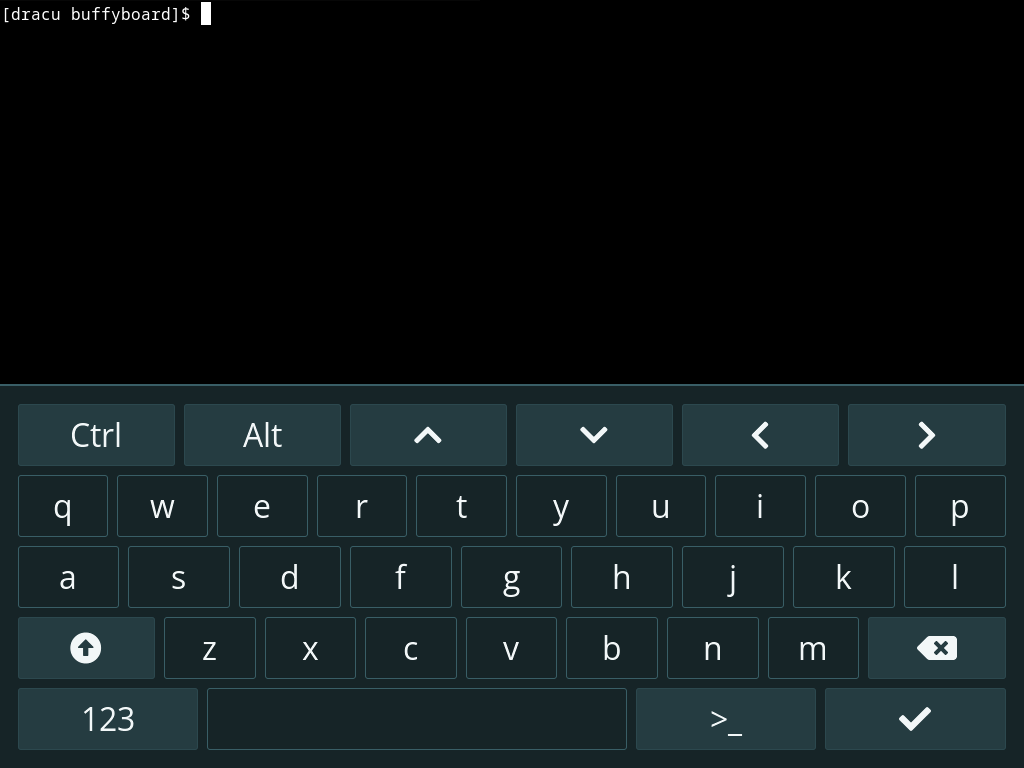 [dracu buffyboard]$
Ctrl Alt
q w e r t y u i o p
a s d f g h j k l
z x c v b n m
123 >_